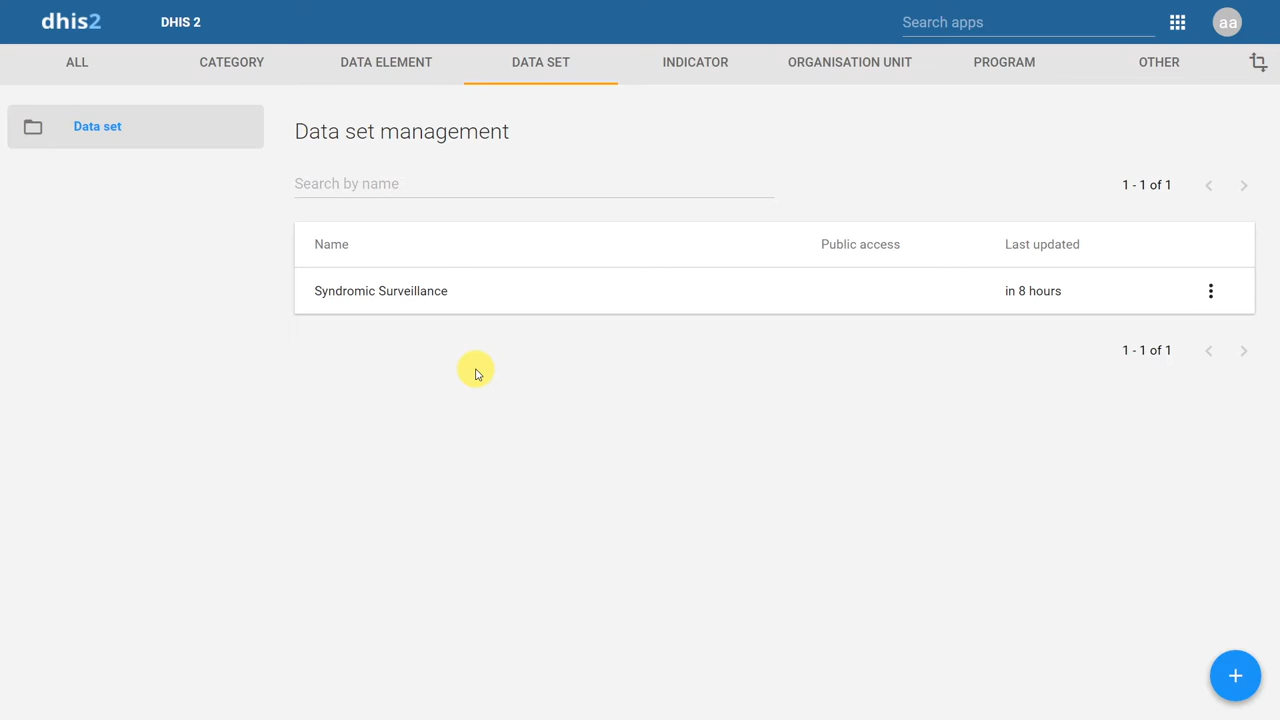 dhis2 DHIS 2 Search apps aa
ALL CATEGORY DATA ELEMENT DATA SET INDICATOR ORGANISATION UNIT PROGRAM OTHER
Data set
Data set management
Search by name
1 - 1 of 1
Name Public access Last updated
Syndromic Surveillance in 8 hours
1 - 1 of 1